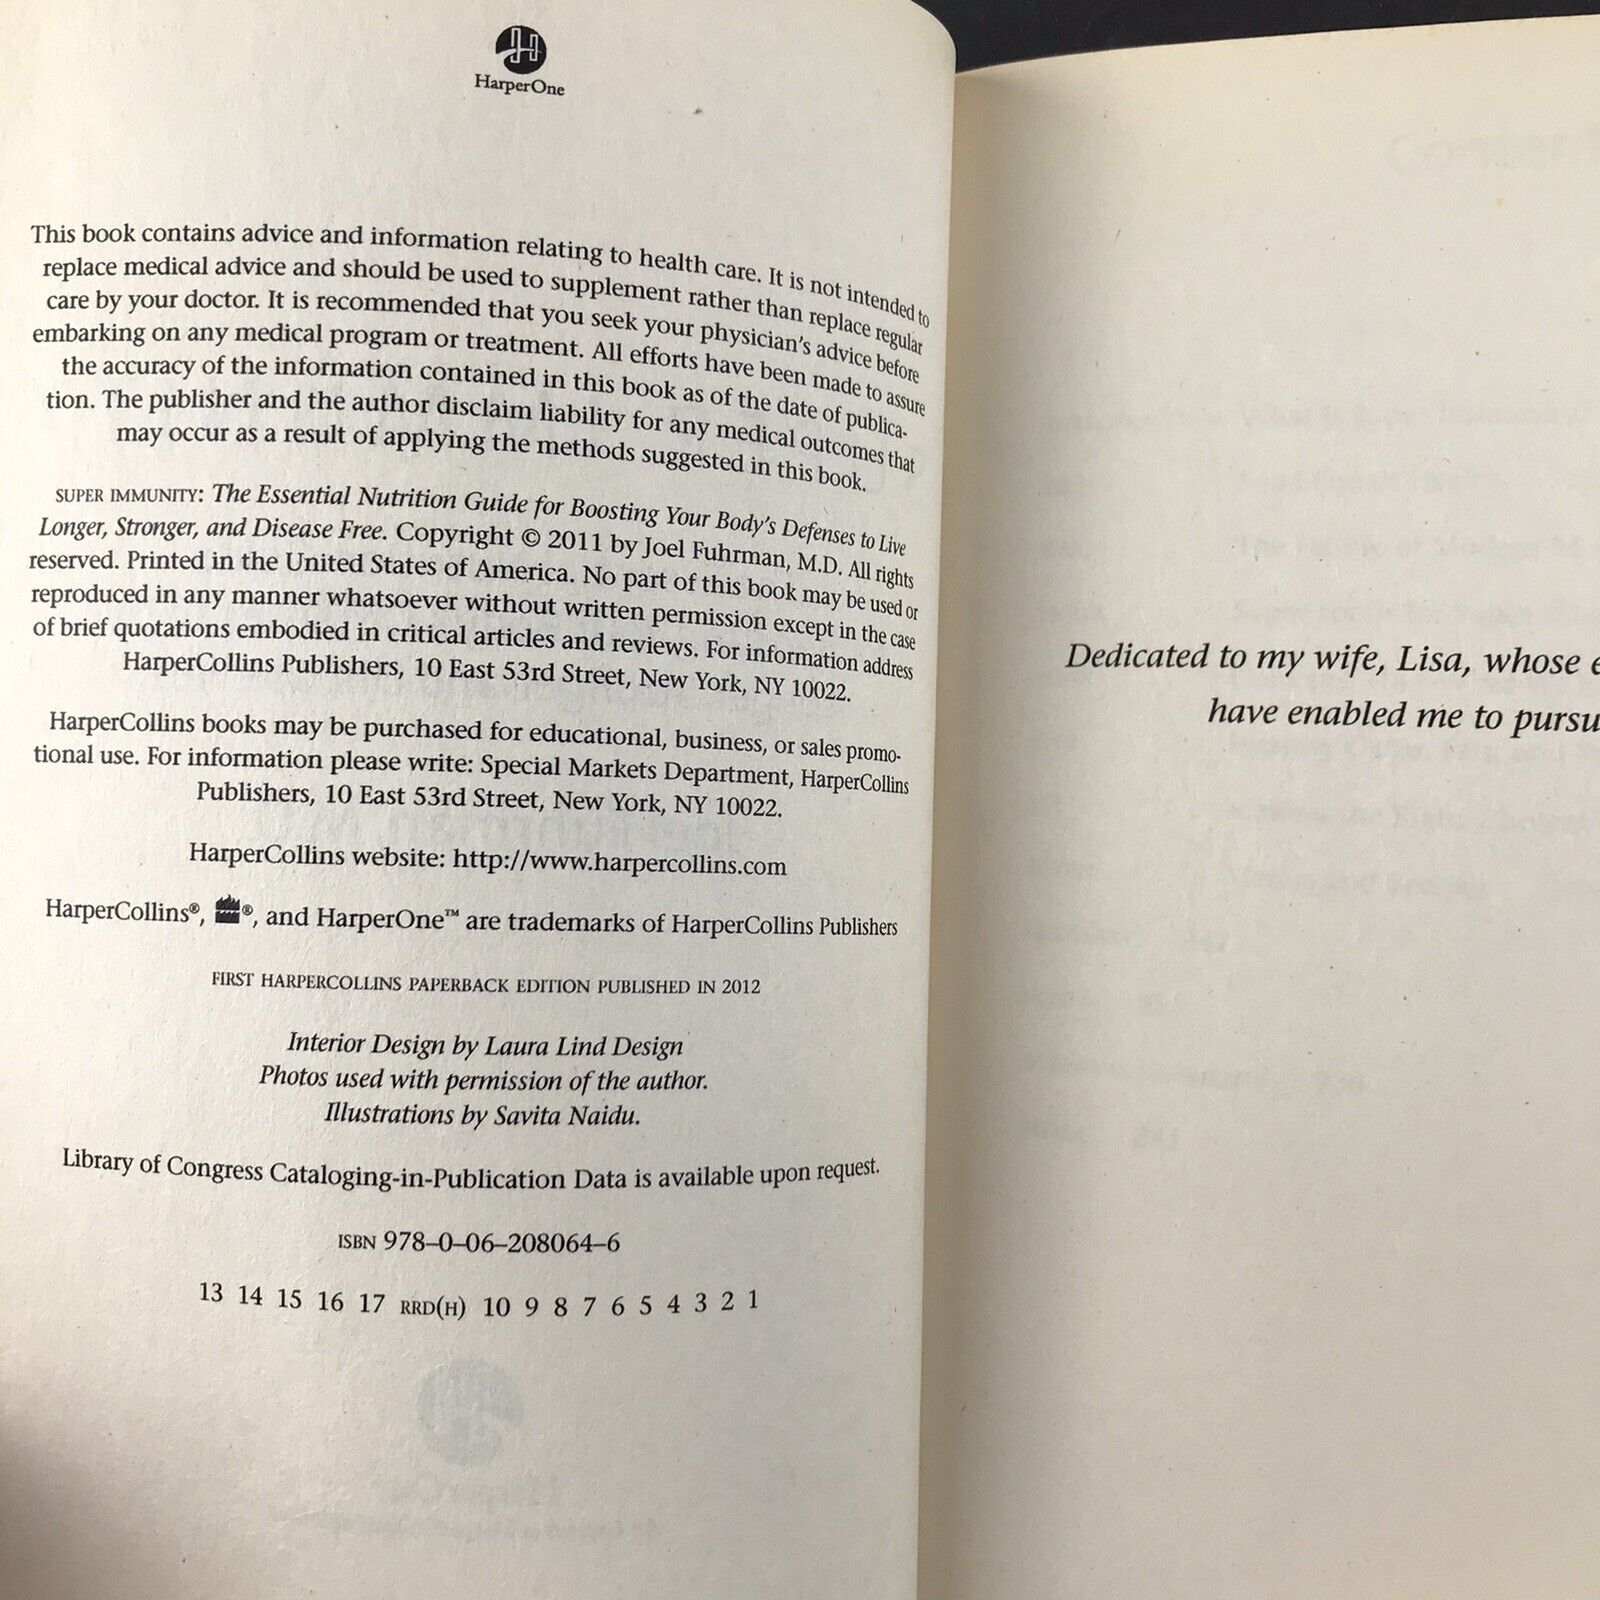 HarperOne
This book contains advice and information relating to health care. It is not intended to
replace medical advice and should be used to supplement rather than replace regular
care by your doctor. It is recommended that you seek your physician's advice before
embarking on any medical program or treatment. All efforts have been made to assure
the accuracy of the information contained in this book as of the date of publica-
tion. The publisher and the author disclaim liability for any medical outcomes that
may occur as a result of applying the methods suggested in this book.
SUPER IMMUNITY: The Essential Nutrition Guide for Boosting Your Body's Defenses to Live
Longer, Stronger, and Disease Free. Copyright © 2011 by Joel Fuhrman, M.D. All rights
reserved. Printed in the United States of America. No part of this book may be used or
reproduced in any manner whatsoever without written permission except in the case
of brief quotations embodied in critical articles and reviews. For information address
HarperCollins Publishers, 10 East 53rd Street, New York, NY 10022.
HarperCollins books may be purchased for educational, business, or sales promo-
tional use. For information please write: Special Markets Department, HarperCollins
Publishers, 10 East 53rd Street, New York, NY 10022.
HarperCollins website: http://www.harpercollins.com
HarperCollins®, ®, and HarperOne™ are trademarks of HarperCollins Publishers
FIRST HARPERCOLLINS PAPERBACK EDITION PUBLISHED IN 2012
Interior Design by Laura Lind Design
Photos used with permission of the author.
Illustrations by Savita Naidu.
Library of Congress Cataloging-in-Publication Data is available upon request.
ISBN 978–0–06–208064–6
13 14 15 16 17 RRD(H) 10 9 8 7 6 5 4 3 2 1
Dedicated to my wife, Lisa, whose
have enabled me to pursu